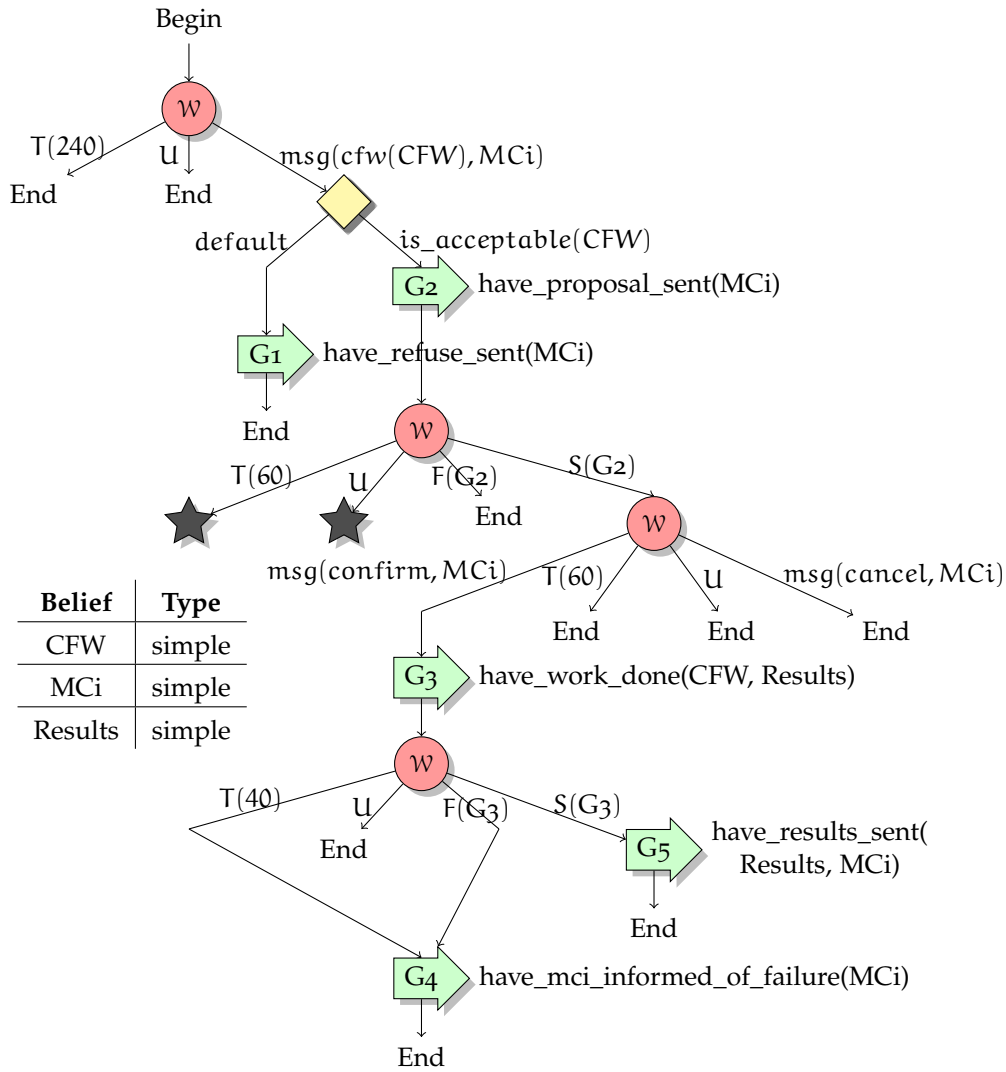 Begin
𝒲
T(240)
U
msg(cfw(CFW), MCi)
End
End
default
is_acceptable(CFW)
G2
have_proposal_sent(MCi)
G1
have_refuse_sent(MCi)
End
𝒲
T(60)
U
F(G2)
S(G2)
End
𝒲
msg(confirm, MCi)
T(60)
U
msg(cancel, MCi)
End
End
End
Belief Type
CFW simple
MCi simple
Results simple
G3
have_work_done(CFW, Results)
𝒲
T(40)
U
F(G3)
S(G3)
End
G5
have_results_sent(
Results, MCi)
End
G4
have_mci_informed_of_failure(MCi)
End